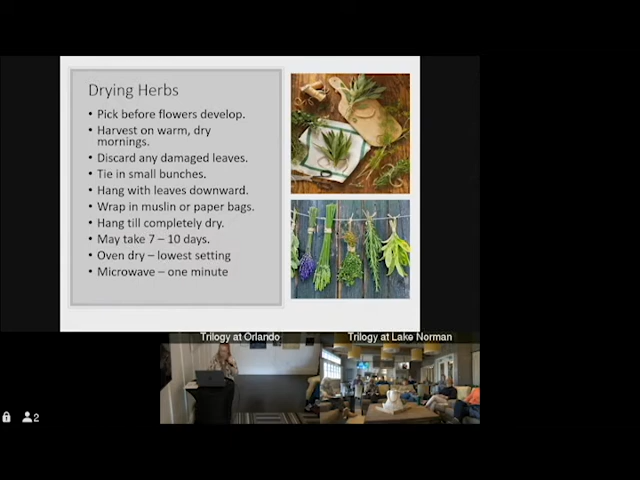 Drying Herbs
• Pick before flowers develop.
• Harvest on warm, dry
mornings.
• Discard any damaged leaves.
• Tie in small bunches.
• Hang with leaves downward.
• Wrap in muslin or paper bags.
• Hang till completely dry.
• May take 7 – 10 days.
• Oven dry – lowest setting
• Microwave – one minute
Trilogy at Orlando
Trilogy at Lake Norman
2